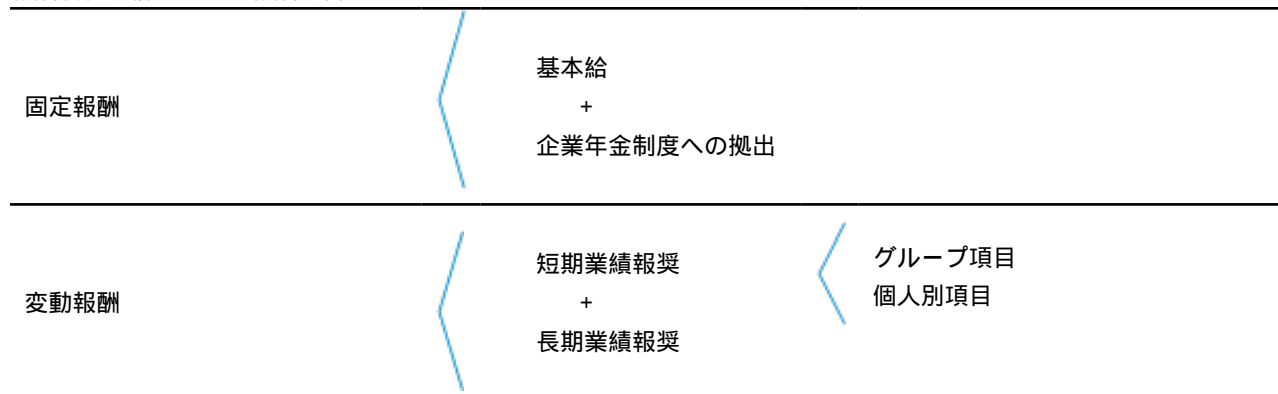 固定報酬
基本給
+
企業年金制度への拠出
変動報酬
短期業績報奨
+
長期業績報奨
グループ項目
個人別項目